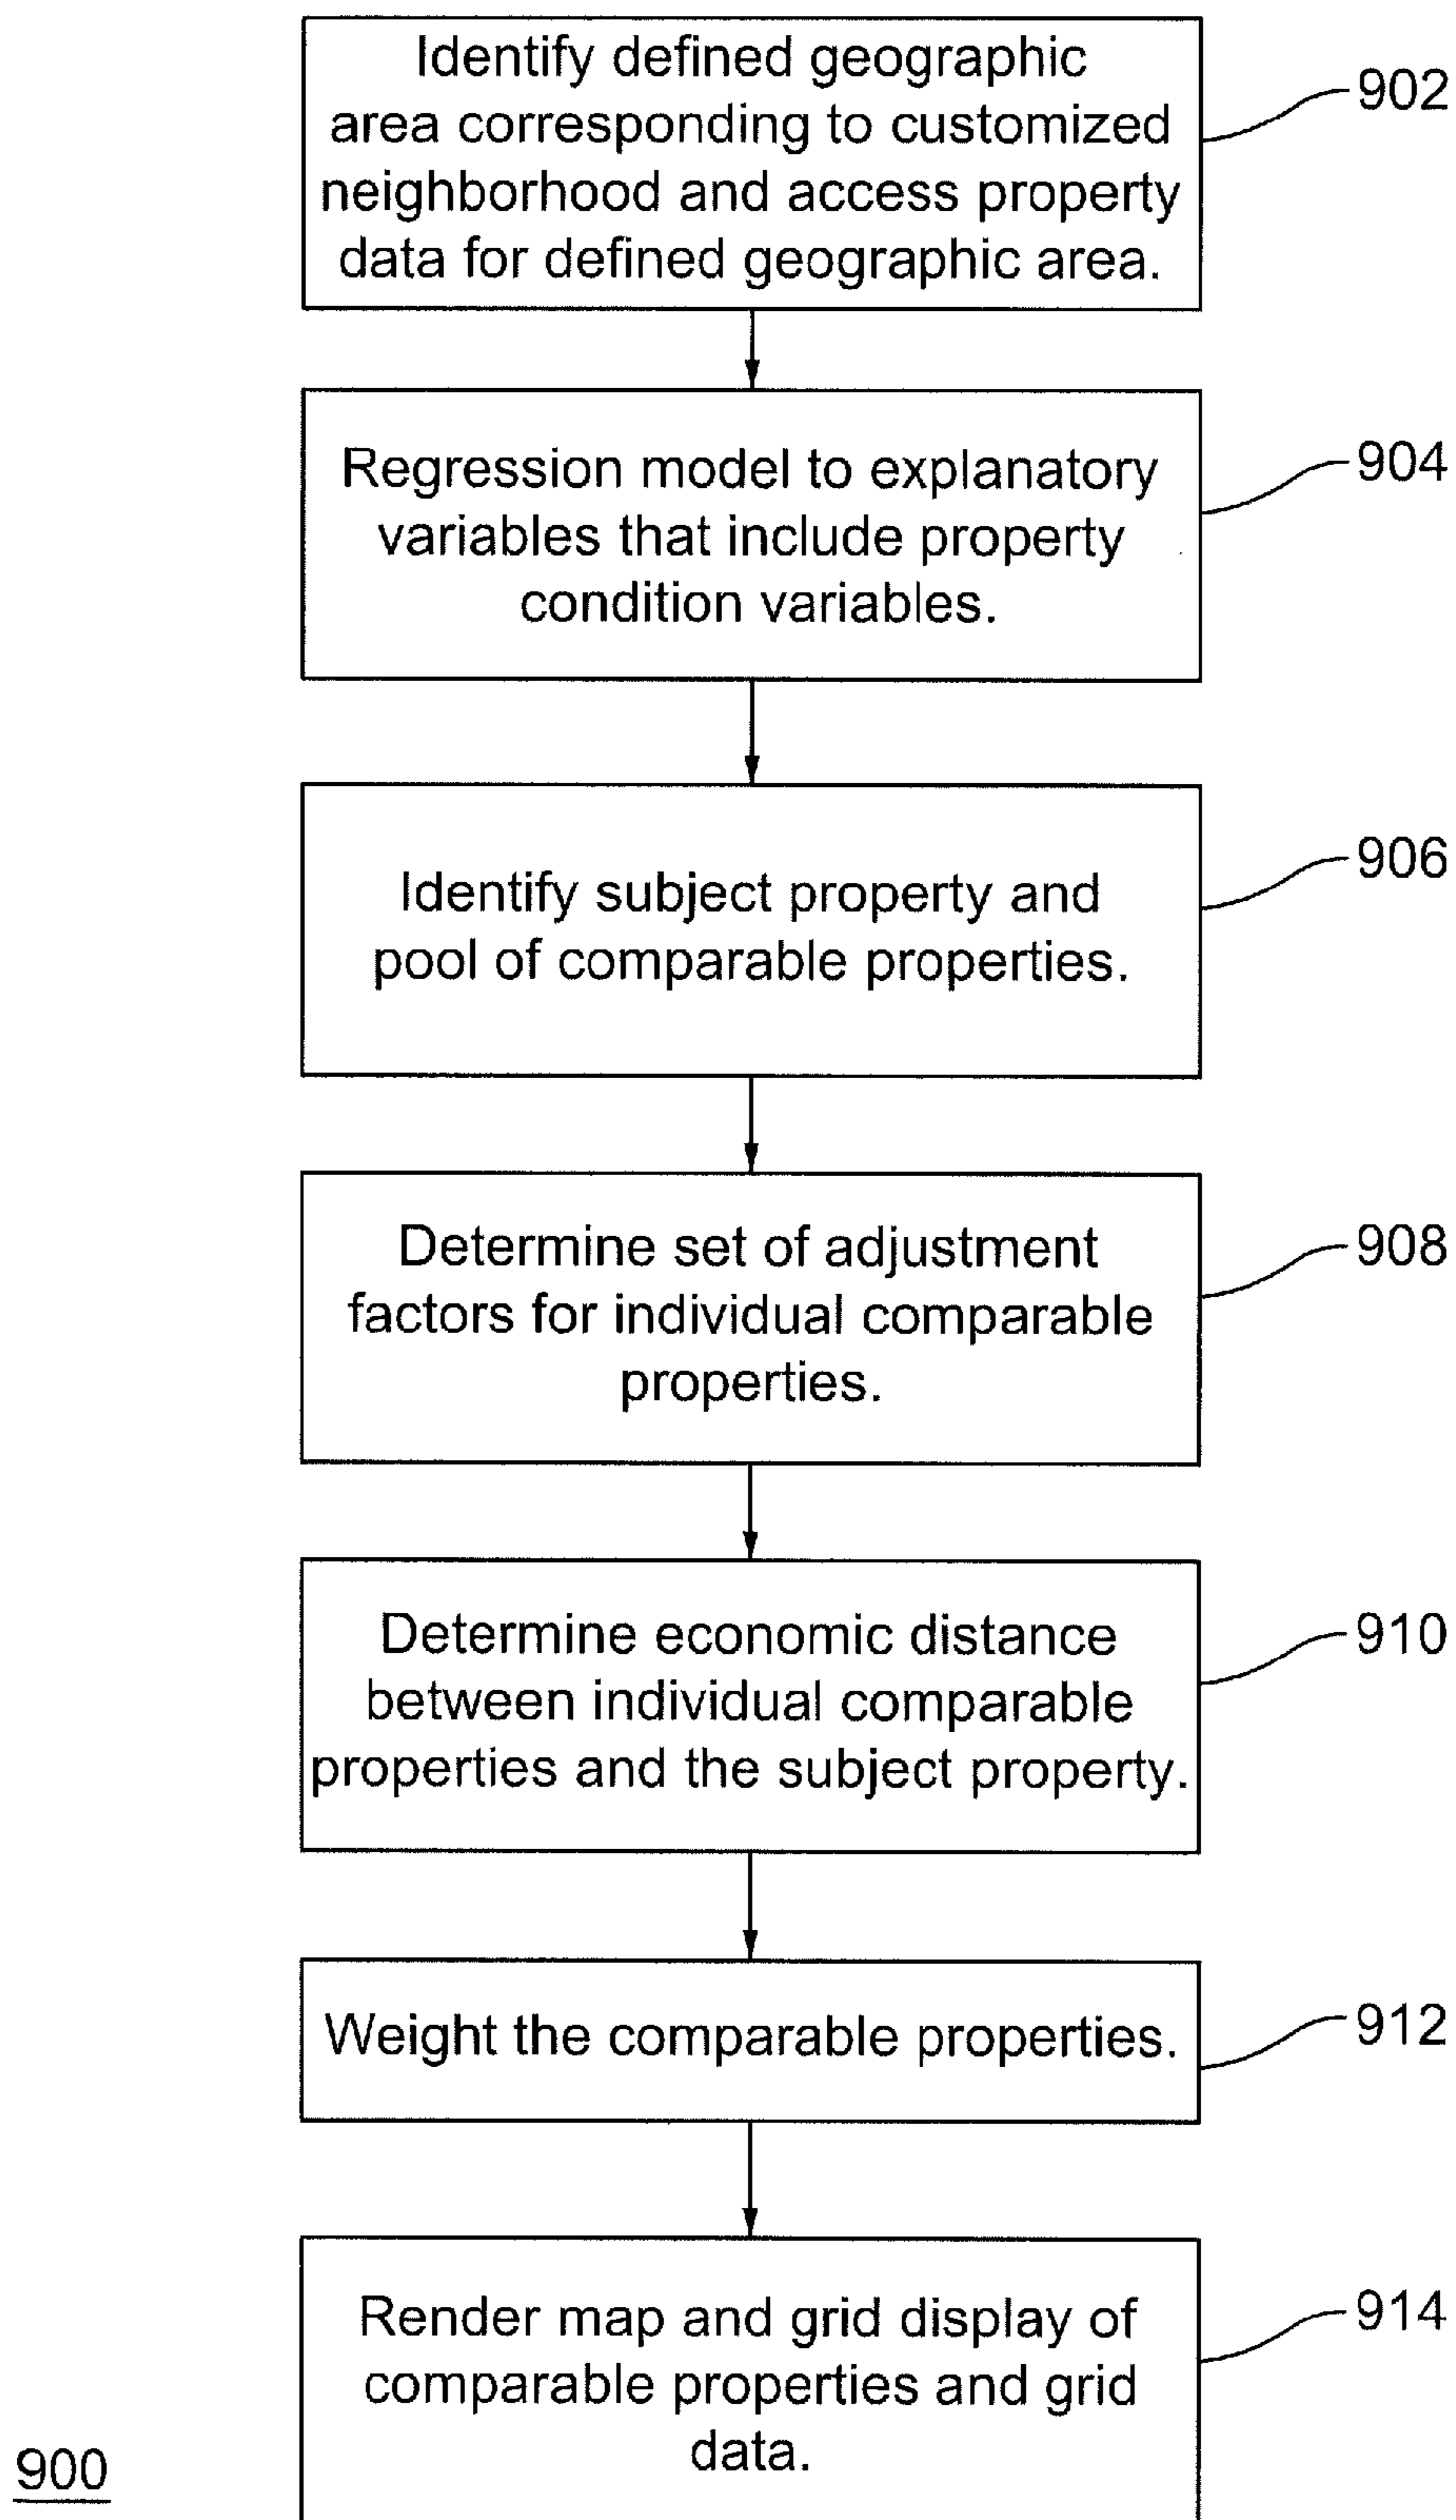 Identify defined geographic
area corresponding to customized
neighborhood and access property
data for defined geographic area.
902
Regression model to explanatory
variables that include property
condition variables.
904
Identify subject property and
pool of comparable properties.
906
Determine set of adjustment
factors for individual comparable
properties.
908
Determine economic distance
between individual comparable
properties and the subject property.
910
Weight the comparable properties.
912
Render map and grid display of
comparable properties and grid
data.
914
900